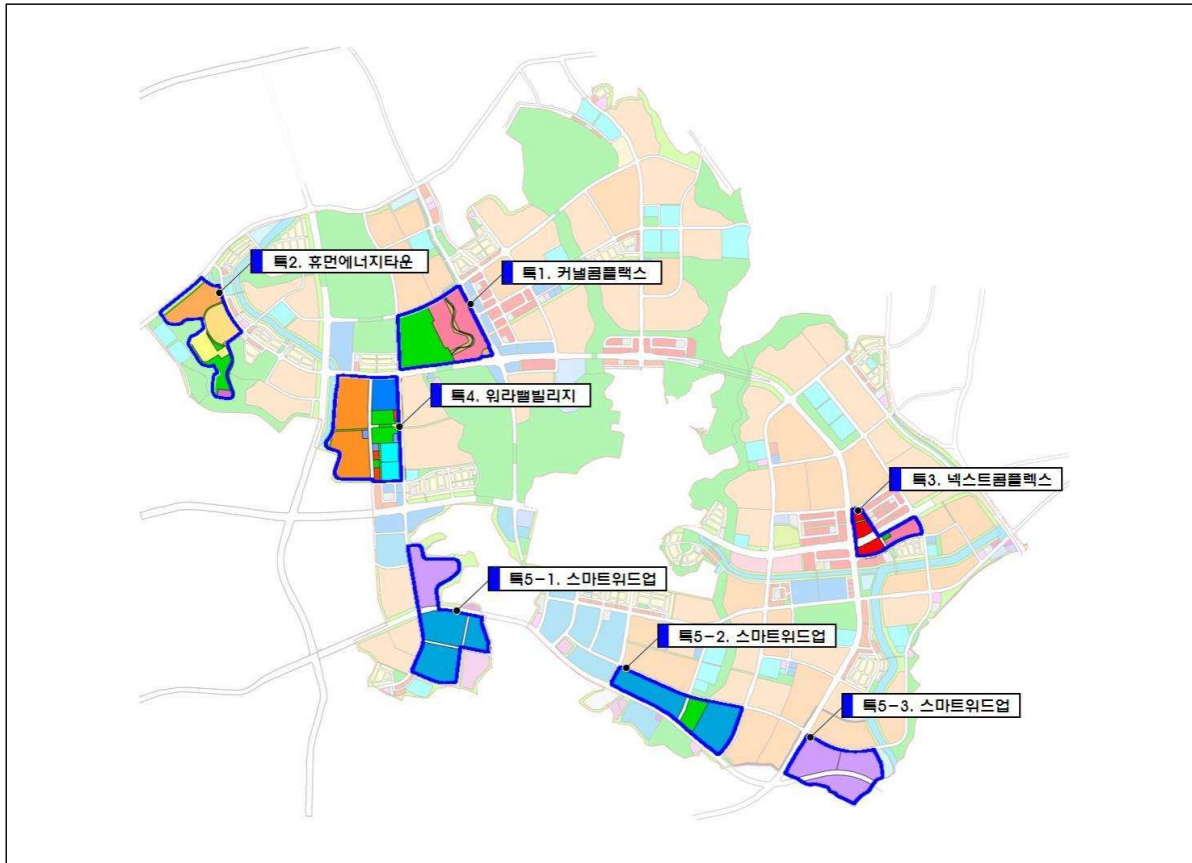 특2. 휴먼에너지타운
특1. 커낼콤플랙스
특4. 워라밸빌리지
특3. 넥스트콤플렉스
특5-1. 스마트위드업
특5-2. 스마트위드업
특5-3. 스마트위드업